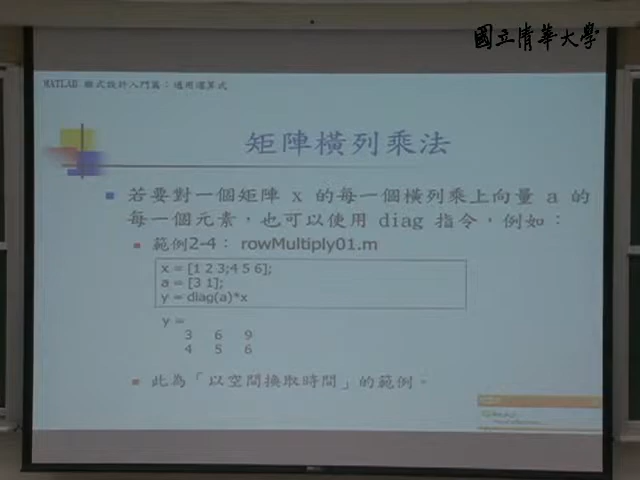 國立清華大學
MATLAB 程式設計入門篇：通用運算式
矩陣橫列乘法
若要對一個矩陣 x 的每一個橫列乘上向量 a 的
每一個元素，也可以使用 diag 指令，例如：
範例2-4： rowMultiply01.m
x = [1 2 3;4 5 6];
a = [3 1];
y = diag(a)*x
y =
3 6 9
4 5 6
此為「以空間換取時間」的範例。